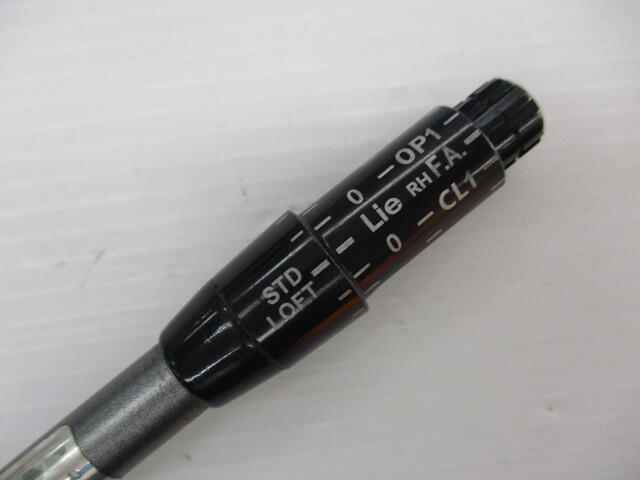 0 OP1
Lie RH F.A.
0 CL1
STD
LOFT